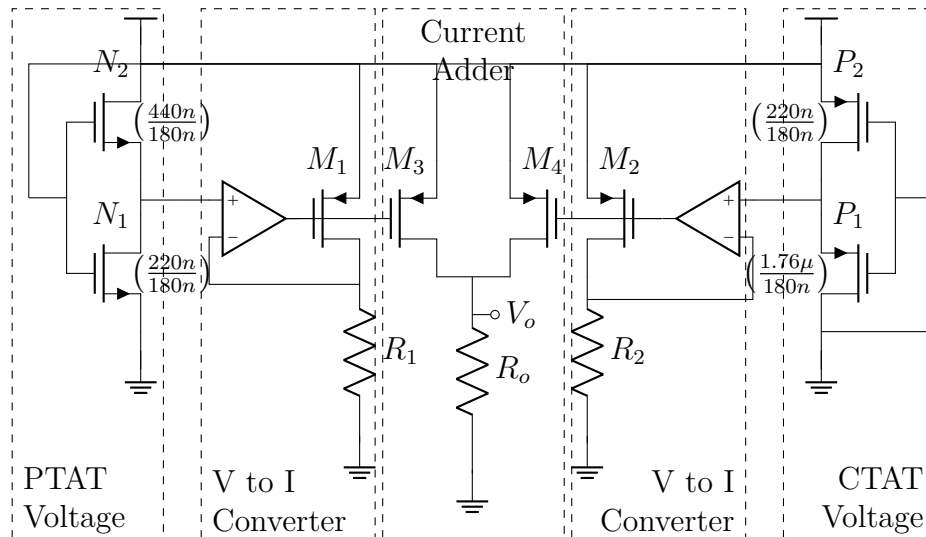 Current
Adder
N₂
P₂
(440n/180n)
(220n/180n)
M₁
M₃
M₄
M₂
N₁
P₁
+
+
−
−
(220n/180n)
(1.76μ/180n)
Vₒ
R₁
Rₒ
R₂
PTAT
Voltage
V to I
Converter
V to I
Converter
CTAT
Voltage